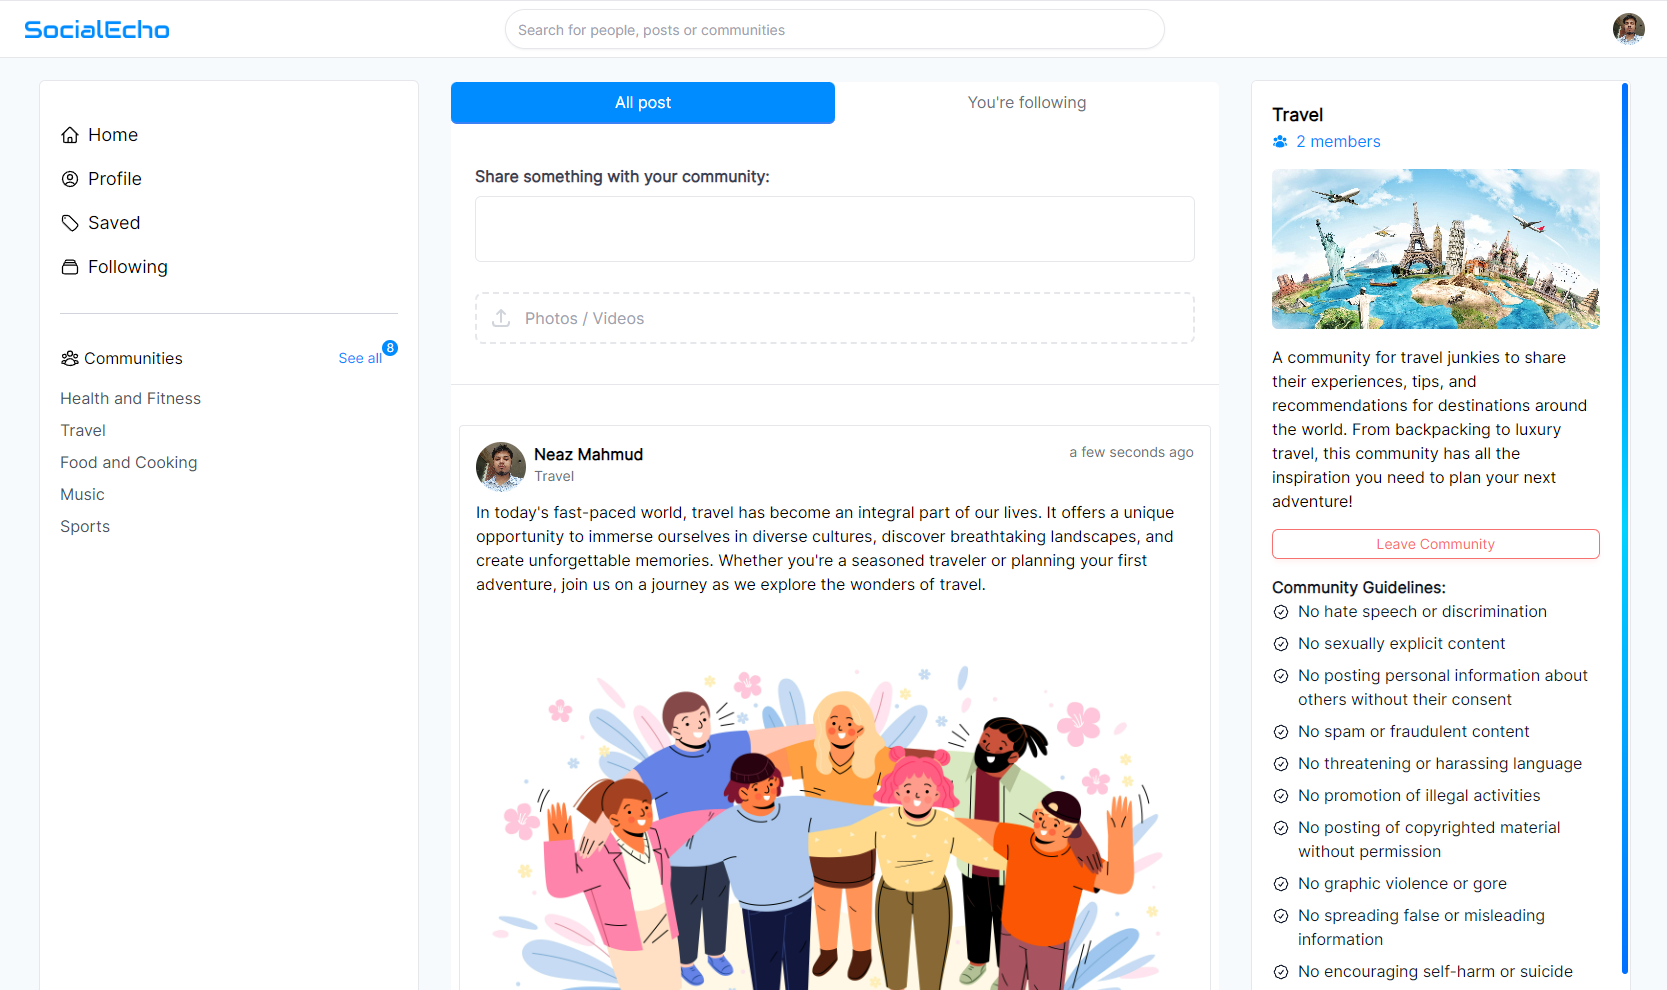 SocialEcho
Search for people, posts or communities
Home
Profile
Saved
Following
Communities
See all
8
Health and Fitness
Travel
Food and Cooking
Music
Sports
All post
You're following
Share something with your community:
Photos / Videos
Neaz Mahmud
a few seconds ago
Travel
In today's fast-paced world, travel has become an integral part of our lives. It offers a unique
opportunity to immerse ourselves in diverse cultures, discover breathtaking landscapes, and
create unforgettable memories. Whether you're a seasoned traveler or planning your first
adventure, join us on a journey as we explore the wonders of travel.
Travel
2 members
A community for travel junkies to share
their experiences, tips, and
recommendations for destinations around
the world. From backpacking to luxury
travel, this community has all the
inspiration you need to plan your next
adventure!
Leave Community
Community Guidelines:
No hate speech or discrimination
No sexually explicit content
No posting personal information about
others without their consent
No spam or fraudulent content
No threatening or harassing language
No promotion of illegal activities
No posting of copyrighted material
without permission
No graphic violence or gore
No spreading false or misleading
information
No encouraging self-harm or suicide